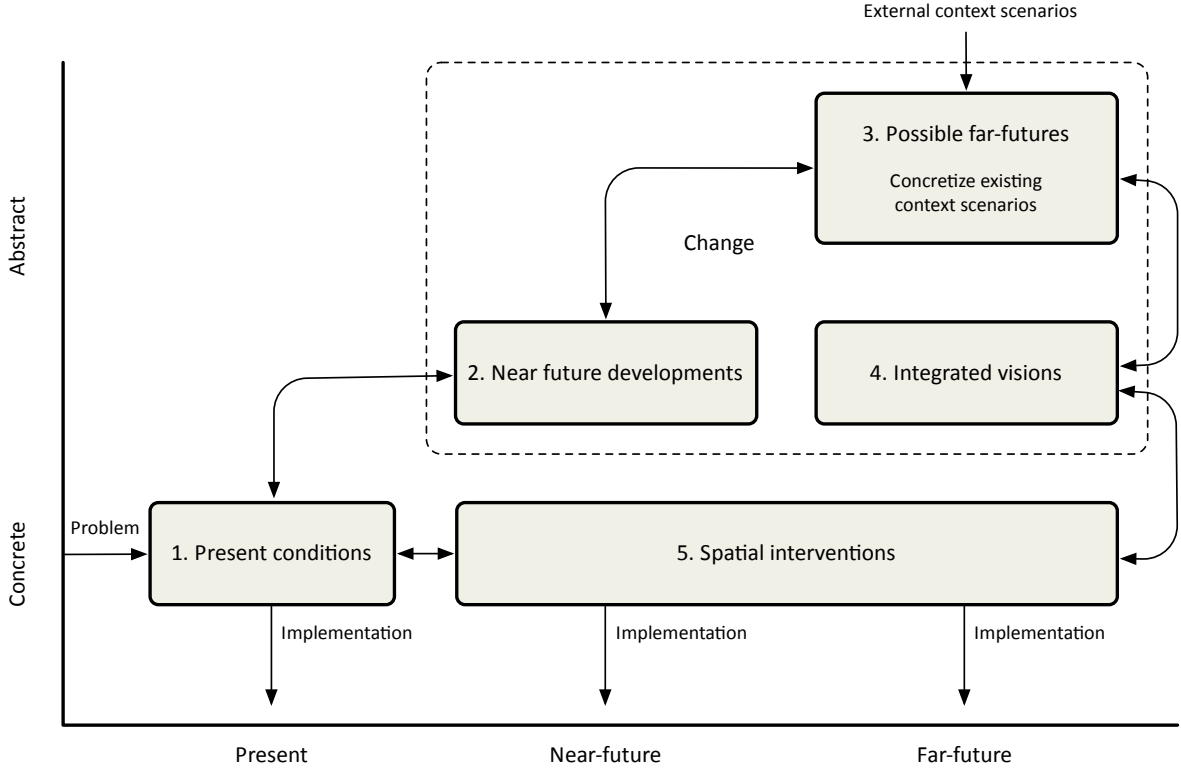 External context scenarios
3. Possible far-futures
Concretize existing
context scenarios
Abstract
Change
2. Near future developments
4. Integrated visions
Concrete
Problem
1. Present conditions
5. Spatial interventions
Implementation
Implementation
Implementation
Present
Near-future
Far-future